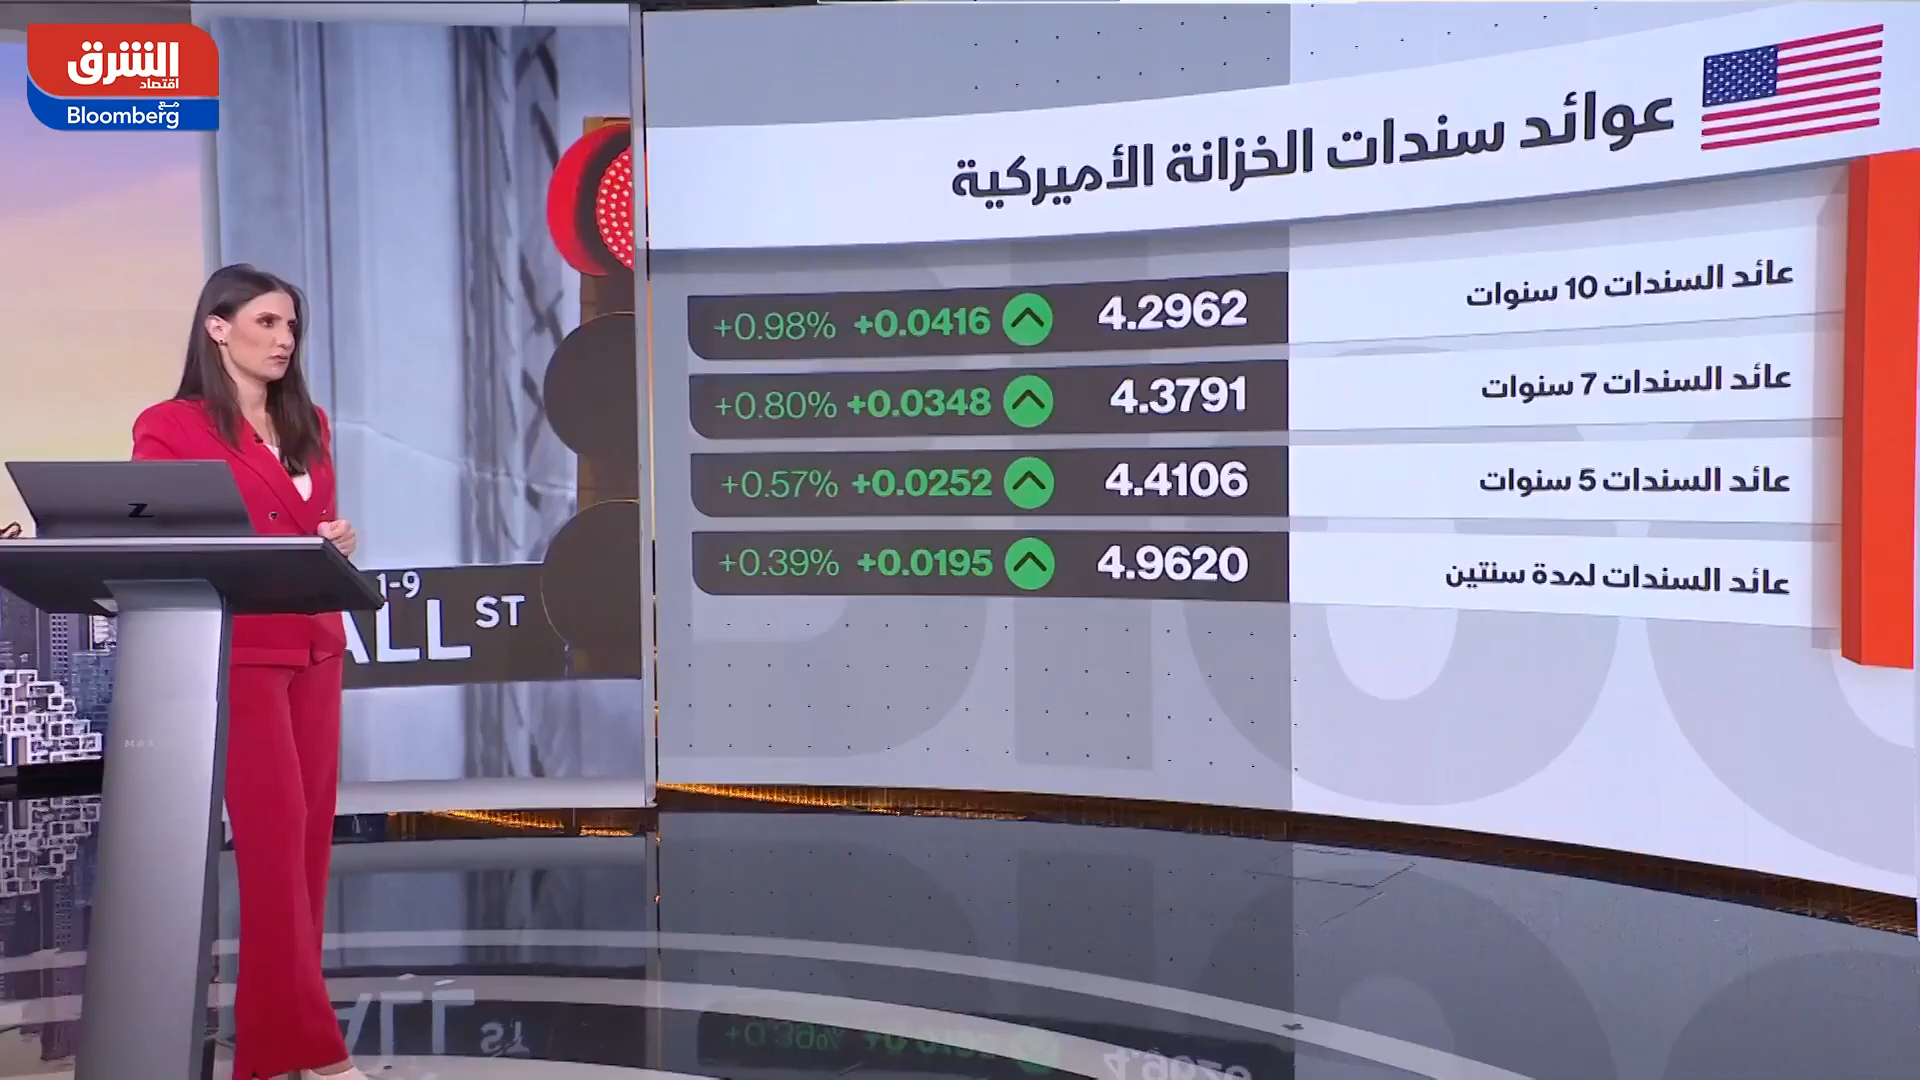 الشرق
اقتصاد
مع
Bloomberg
عوائد سندات الخزانة الأميركية
عائد السندات 10 سنوات 4.2962 +0.0416 +0.98%
عائد السندات 7 سنوات 4.3791 +0.0348 +0.80%
عائد السندات 5 سنوات 4.4106 +0.0252 +0.57%
عائد السندات لمدة سنتين 4.9620 +0.0195 +0.39%
1-9
ALL ST